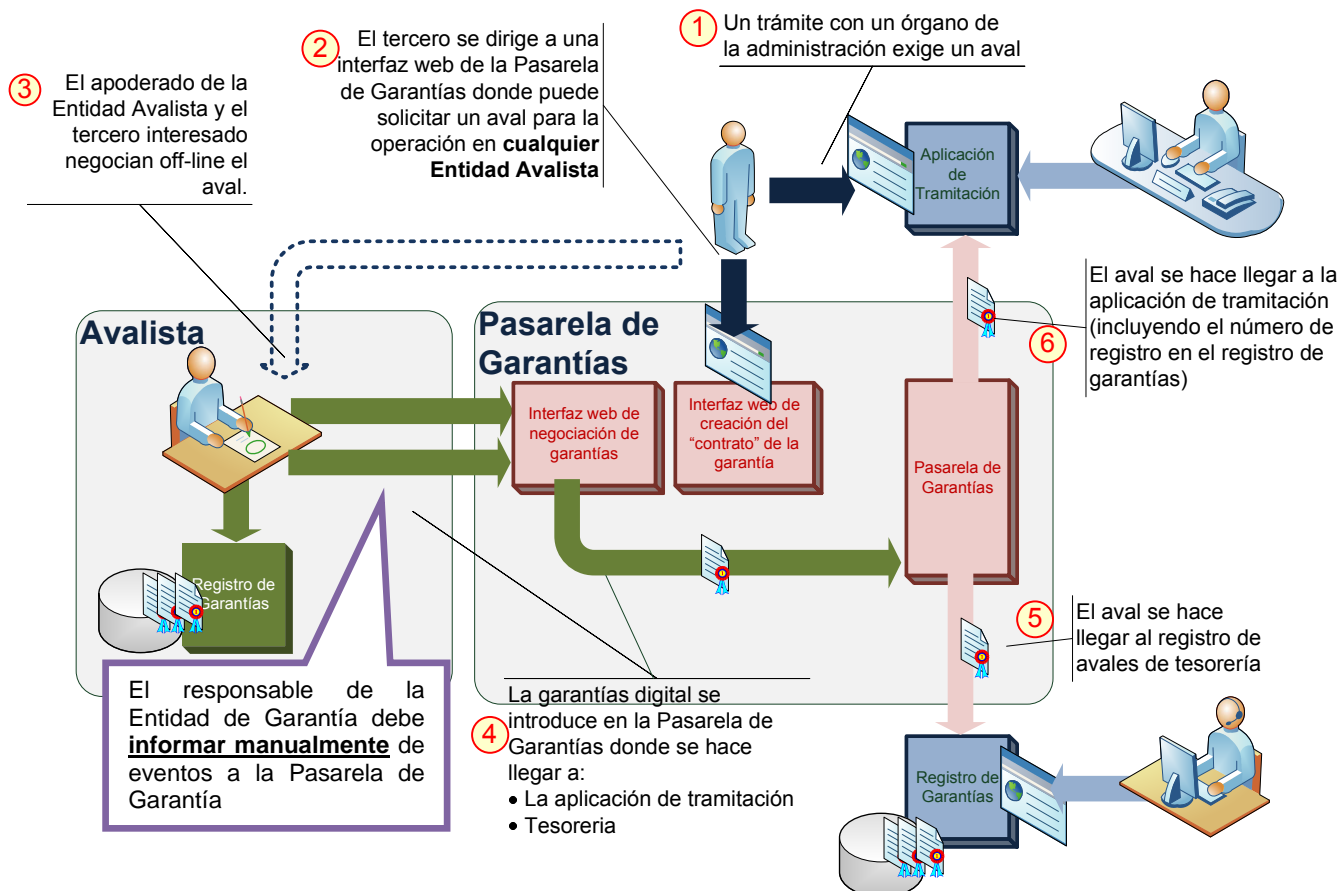 1
Un trámite con un órgano de
la administración exige un aval
2
El tercero se dirige a una
interfaz web de la Pasarela
de Garantías donde puede
solicitar un aval para la
operación en cualquier
Entidad Avalista
3
El apoderado de la
Entidad Avalista y el
tercero interesado
negocian off-line el
aval.
Aplicación
de
Tramitación
El aval se hace llegar a la
aplicación de tramitación
(incluyendo el número de
registro en el registro de
garantías)
6
Avalista
Pasarela de
Garantías
Interfaz web de
negociación de
garantías
Interfaz web de
creación del
“contrato” de la
garantía
Pasarela de
Garantías
Registro de
Garantías
5
El aval se hace
llegar al registro de
avales de tesorería
El responsable de la
Entidad de Garantía debe
informar manualmente de
eventos a la Pasarela de
Garantía
4
La garantías digital se
introduce en la Pasarela de
Garantías donde se hace
llegar a:
• La aplicación de tramitación
• Tesoreria
Registro de
Garantías